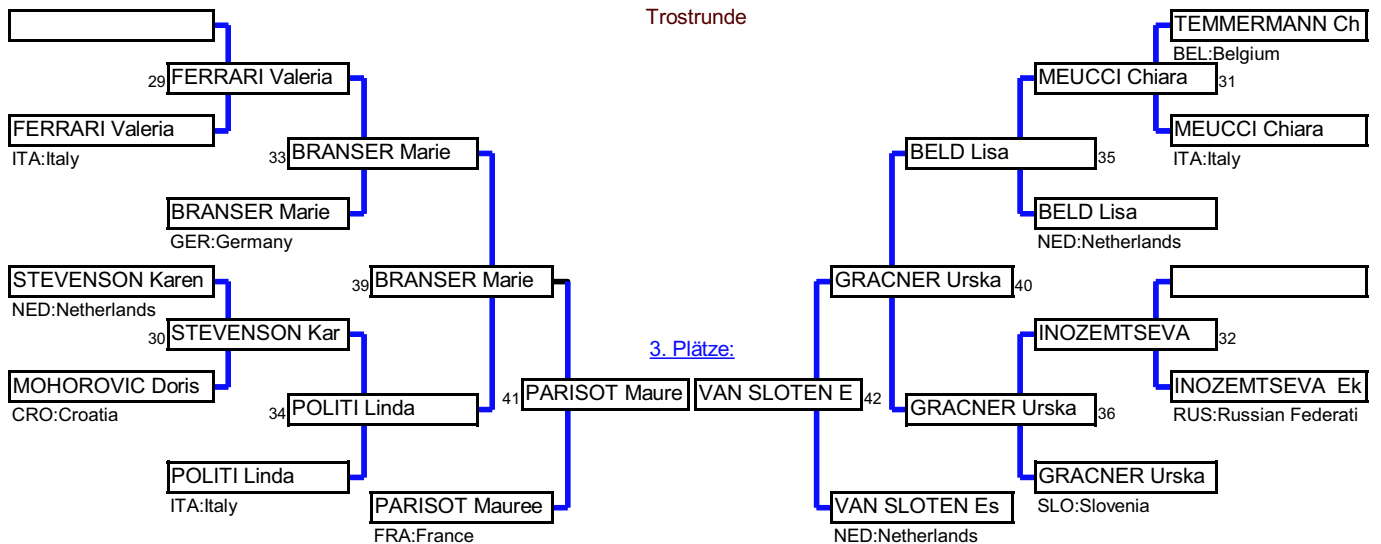 Trostrunde
29 FERRARI Valeria
FERRARI Valeria
ITA:Italy
33 BRANSER Marie
BRANSER Marie
GER:Germany
STEVENSON Karen
NED:Netherlands
39 BRANSER Marie
30 STEVENSON Kar
MOHOROVIC Doris
CRO:Croatia
34 POLITI Linda
POLITI Linda
ITA:Italy
41 PARISOT Maure
PARISOT Mauree
FRA:France
3. Plätze:
TEMMERMANN Ch
BEL:Belgium
MEUCCI Chiara 31
MEUCCI Chiara
ITA:Italy
BELD Lisa 35
BELD Lisa
NED:Netherlands
GRACNER Urska 40
INOZEMTSEVA 32
INOZEMTSEVA Ek
RUS:Russian Federati
VAN SLOTEN E 42
GRACNER Urska 36
GRACNER Urska
SLO:Slovenia
VAN SLOTEN Es
NED:Netherlands